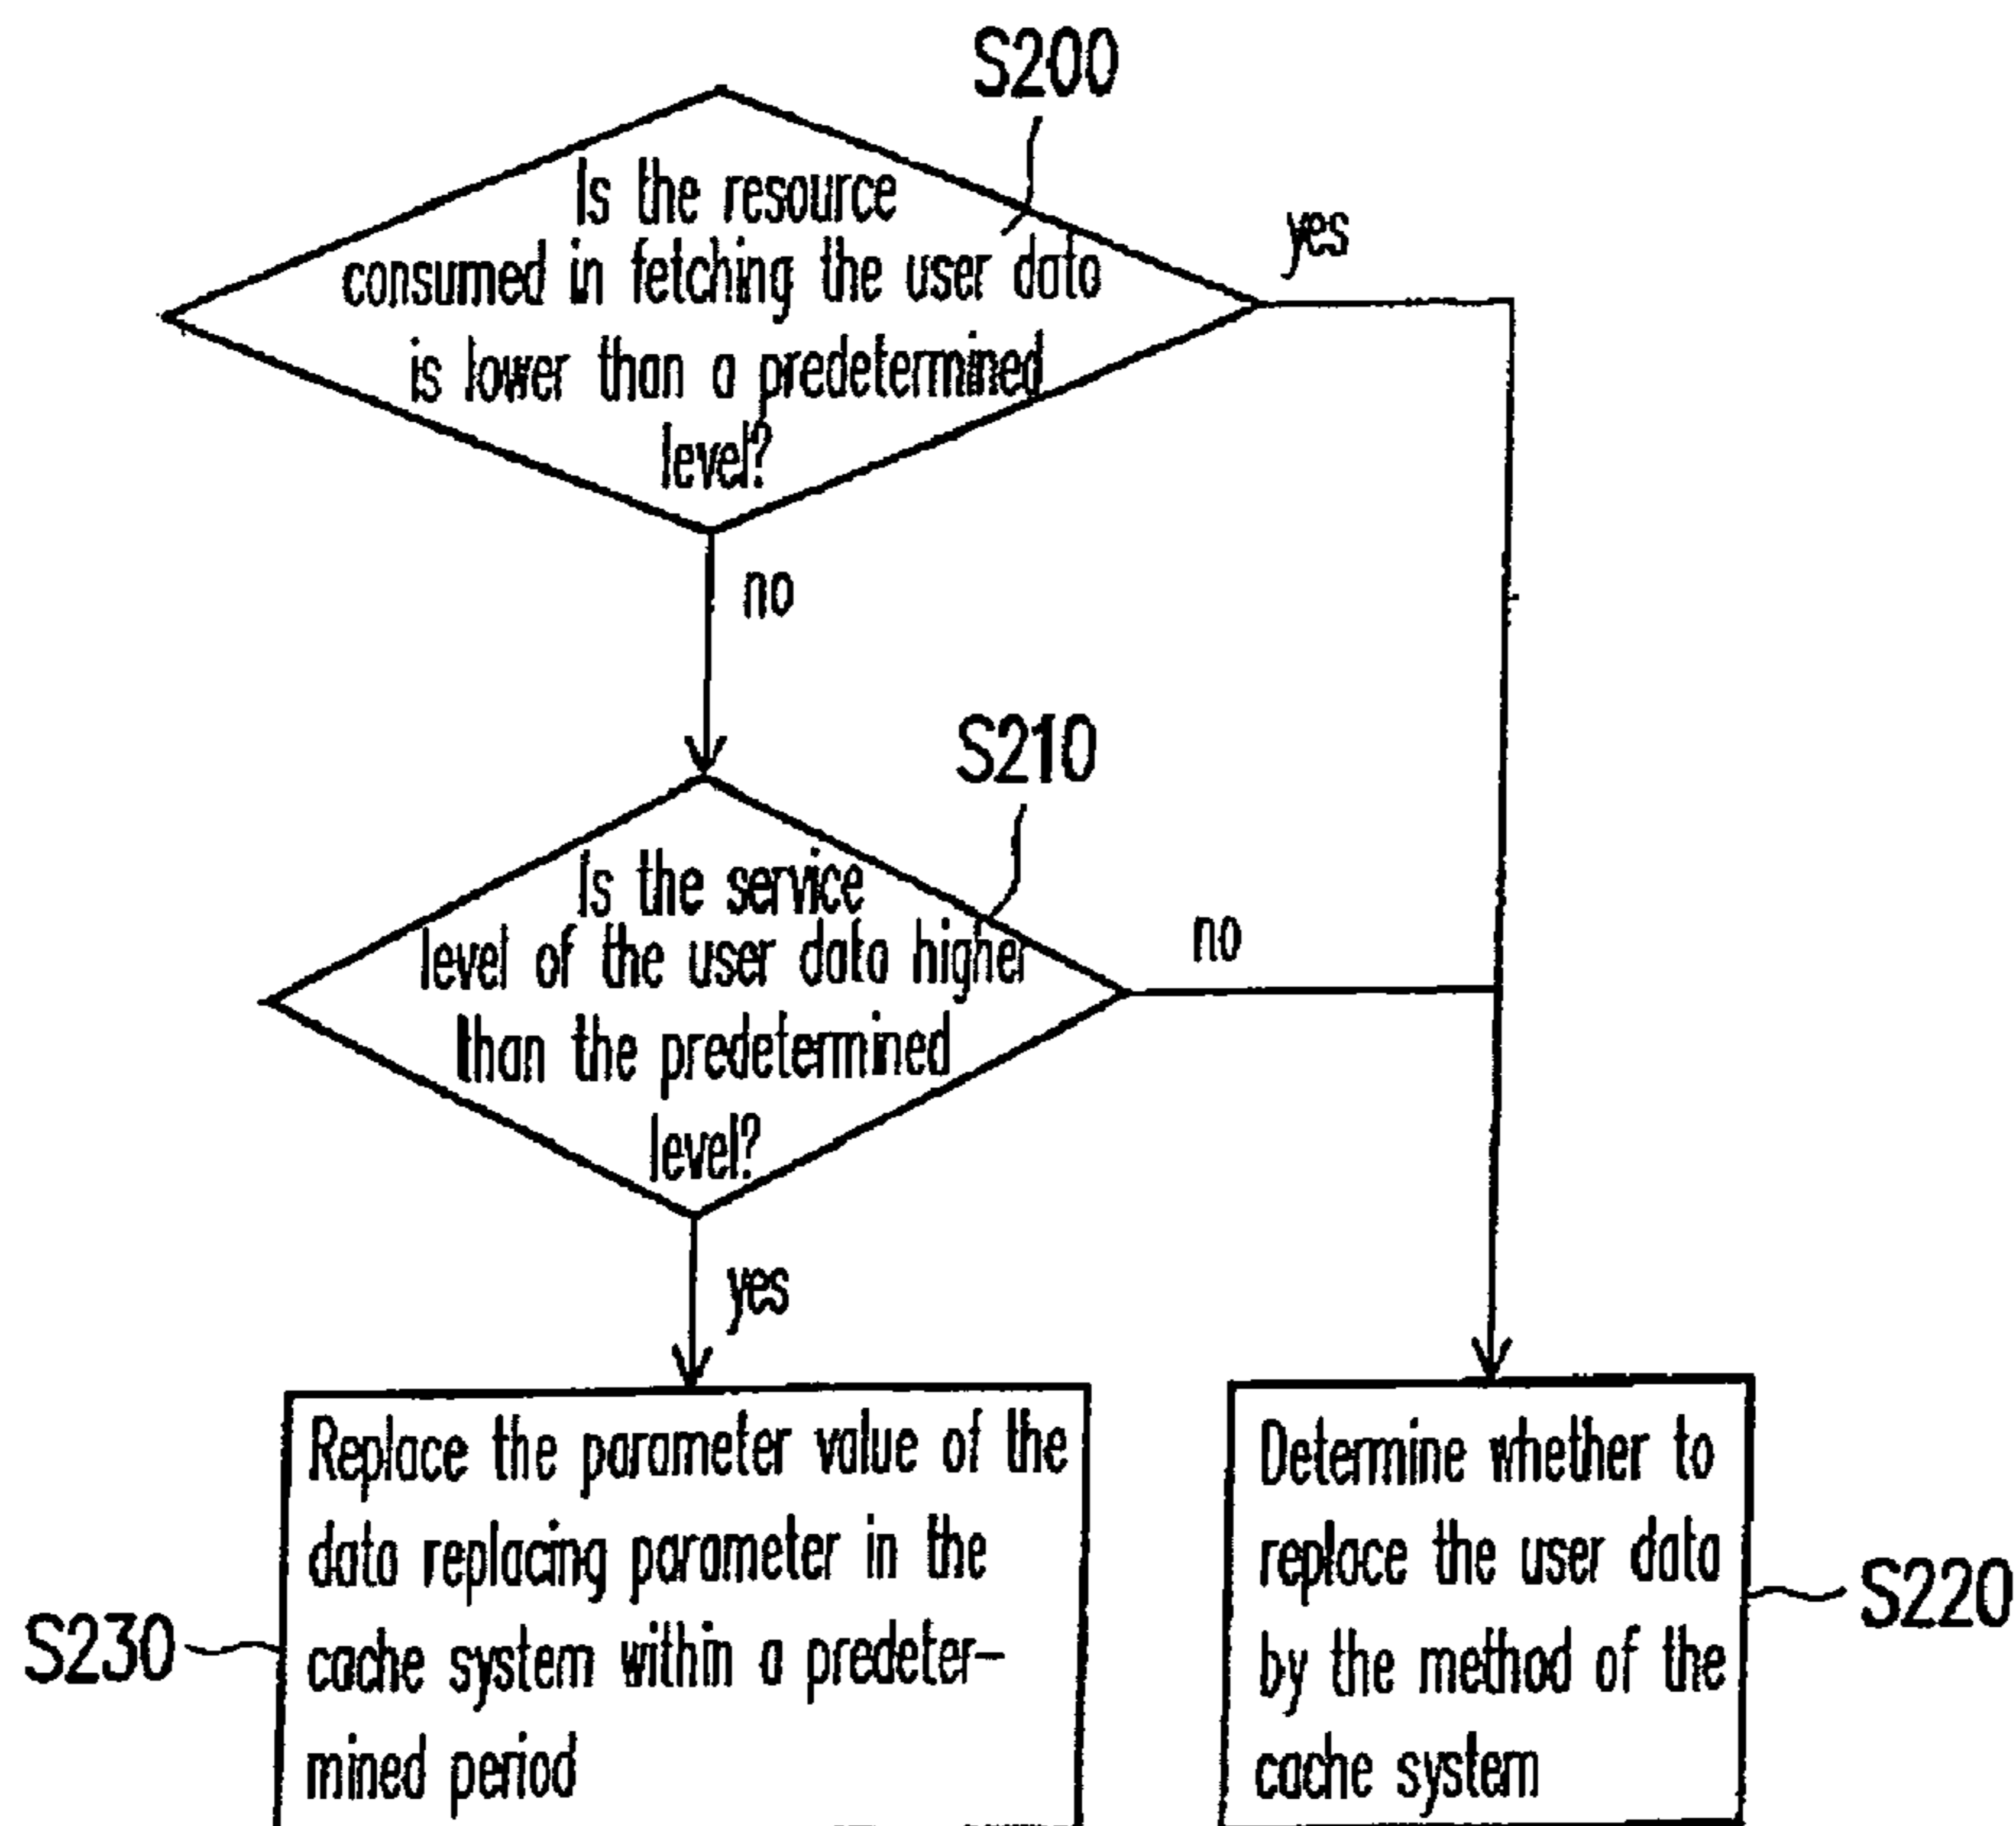 S200
Is the resource
consumed in fetching the user data
is lower than a predetermined
level?
yes
no
S210
Is the service
level of the user data higher
than the predetermined
level?
no
yes
Replace the parameter value of the
data replacing parameter in the
cache system within a predeter-
mined period
S230
Determine whether to
replace the user data
by the method of the
cache system
S220